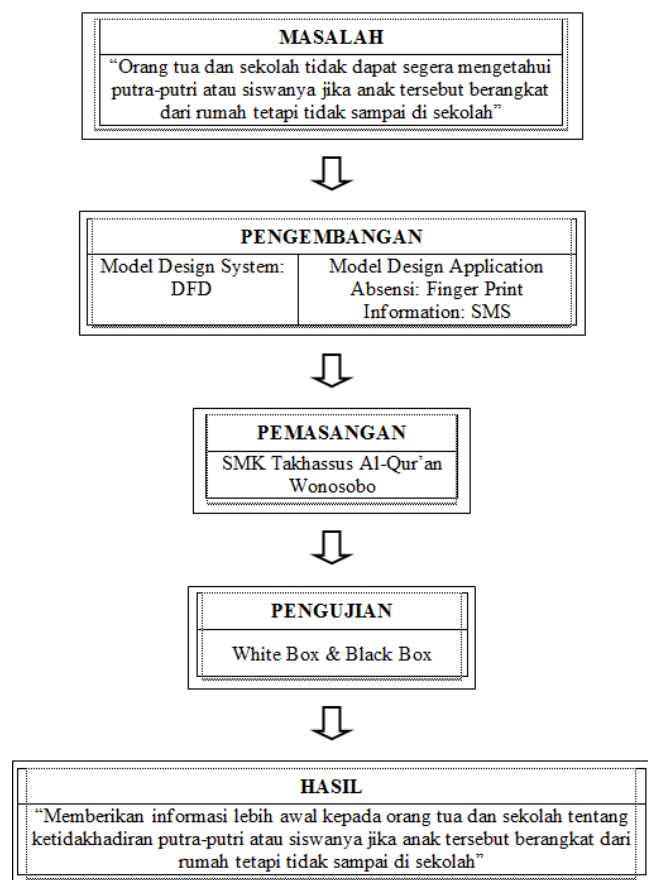 MASALAH
“Orang tua dan sekolah tidak dapat segera mengetahui
putra-putri atau siswanya jika anak tersebut berangkat
dari rumah tetapi tidak sampai di sekolah”
PENGEMBANGAN
Model Design System:
DFD
Model Design Application
Absensi: Finger Print
Information: SMS
PEMASANGAN
SMK Takhassus Al-Qur’an
Wonosobo
PENGUJIAN
White Box & Black Box
HASIL
“Memberikan informasi lebih awal kepada orang tua dan sekolah tentang
ketidakhadiran putra-putri atau siswanya jika anak tersebut berangkat dari
rumah tetapi tidak sampai di sekolah”